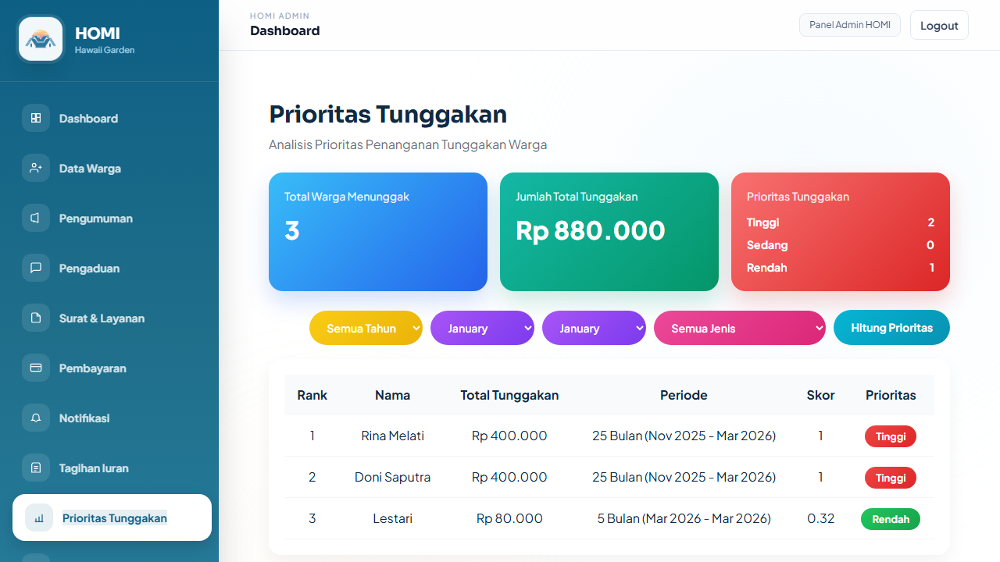 HOMI
Hawaii Garden
Dashboard
Data Warga
Pengumuman
Pengaduan
Surat & Layanan
Pembayaran
Notifikasi
Tagihan Iuran
Prioritas Tunggakan
HOMI ADMIN
Dashboard
Panel Admin HOMI
Logout
Prioritas Tunggakan
Analisis Prioritas Penanganan Tunggakan Warga
Total Warga Menunggak
3
Jumlah Total Tunggakan
Rp 880.000
Prioritas Tunggakan
Tinggi 2
Sedang 0
Rendah 1
Semua Tahun January January Semua Jenis Hitung Prioritas
Rank Nama Total Tunggakan Periode Skor Prioritas
1 Rina Melati Rp 400.000 25 Bulan (Nov 2025 - Mar 2026) 1 Tinggi
2 Doni Saputra Rp 400.000 25 Bulan (Nov 2025 - Mar 2026) 1 Tinggi
3 Lestari Rp 80.000 5 Bulan (Mar 2026 - Mar 2026) 0.32 Rendah